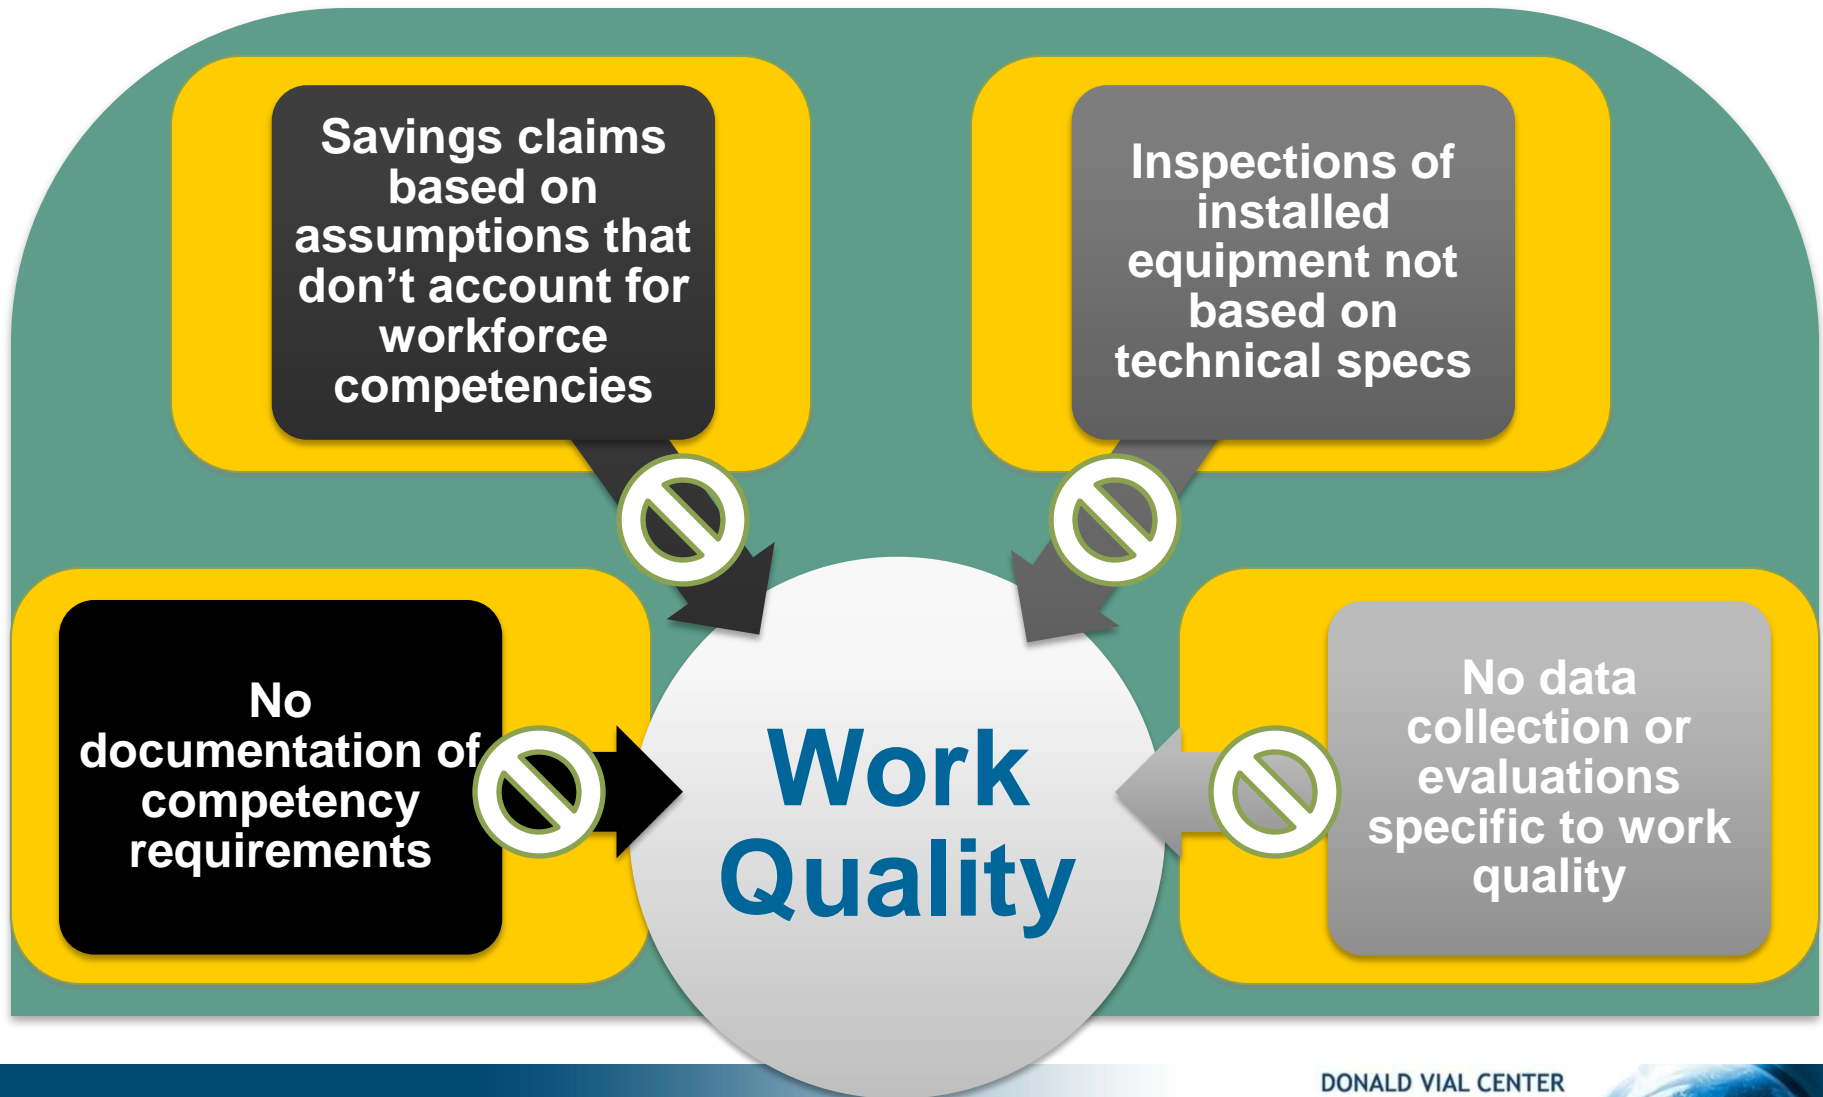 Savings claims
based on
assumptions that
don’t account for
workforce
competencies
Inspections of
installed
equipment not
based on
technical specs
No
documentation of
competency
requirements
Work
Quality
No data
collection or
evaluations
specific to work
quality
DONALD VIAL CENTER